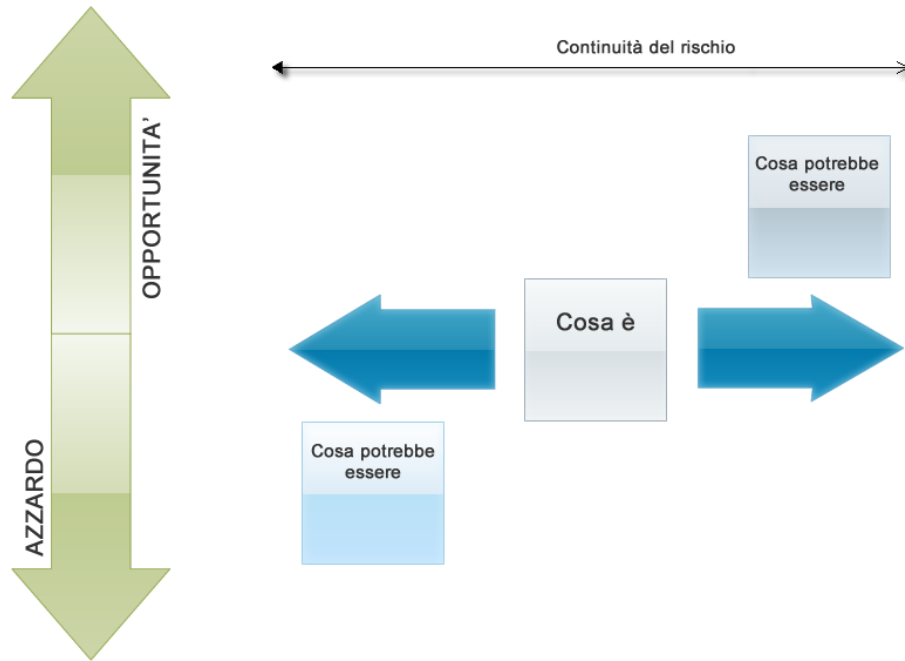 Continuità del rischio
OPPORTUNITA'
Cosa potrebbe
essere
Cosa è
AZZARDO
Cosa potrebbe
essere